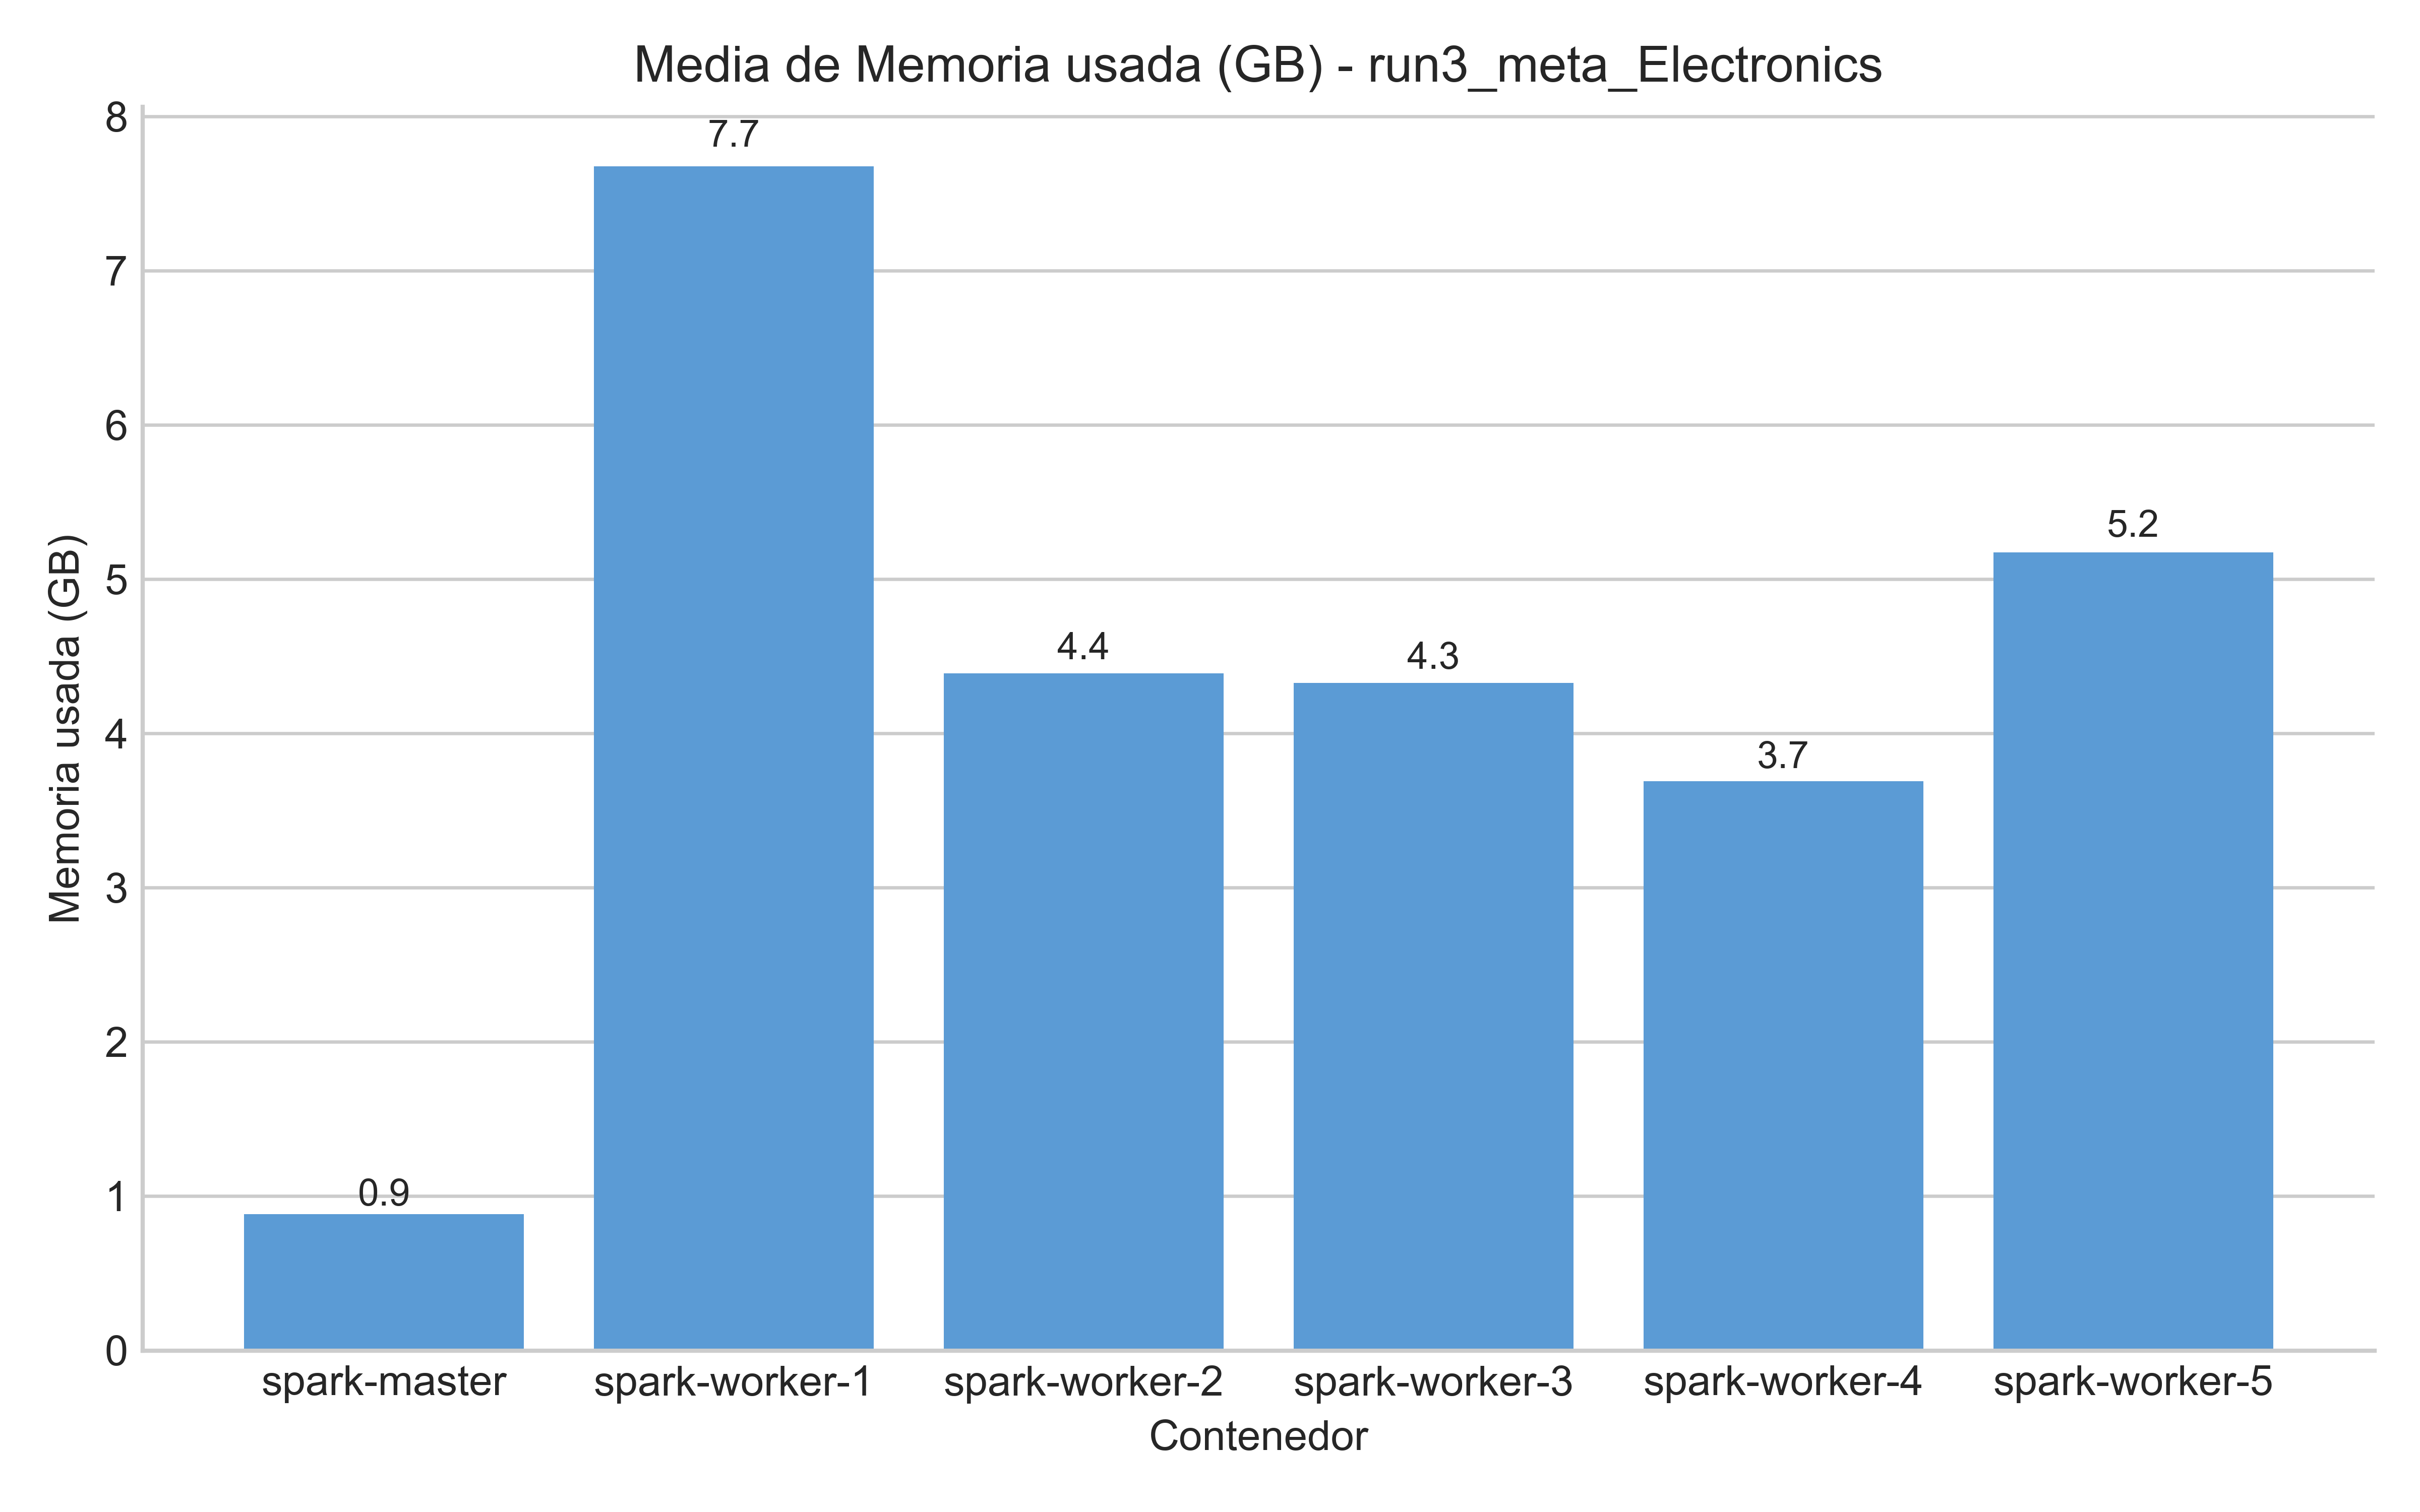 Media de Memoria usada (GB) - run3_meta_Electronics
Memoria usada (GB)
8
7
6
5
4
3
2
1
0
0.9
7.7
4.4
4.3
3.7
5.2
spark-master
spark-worker-1
spark-worker-2
spark-worker-3
spark-worker-4
spark-worker-5
Contenedor